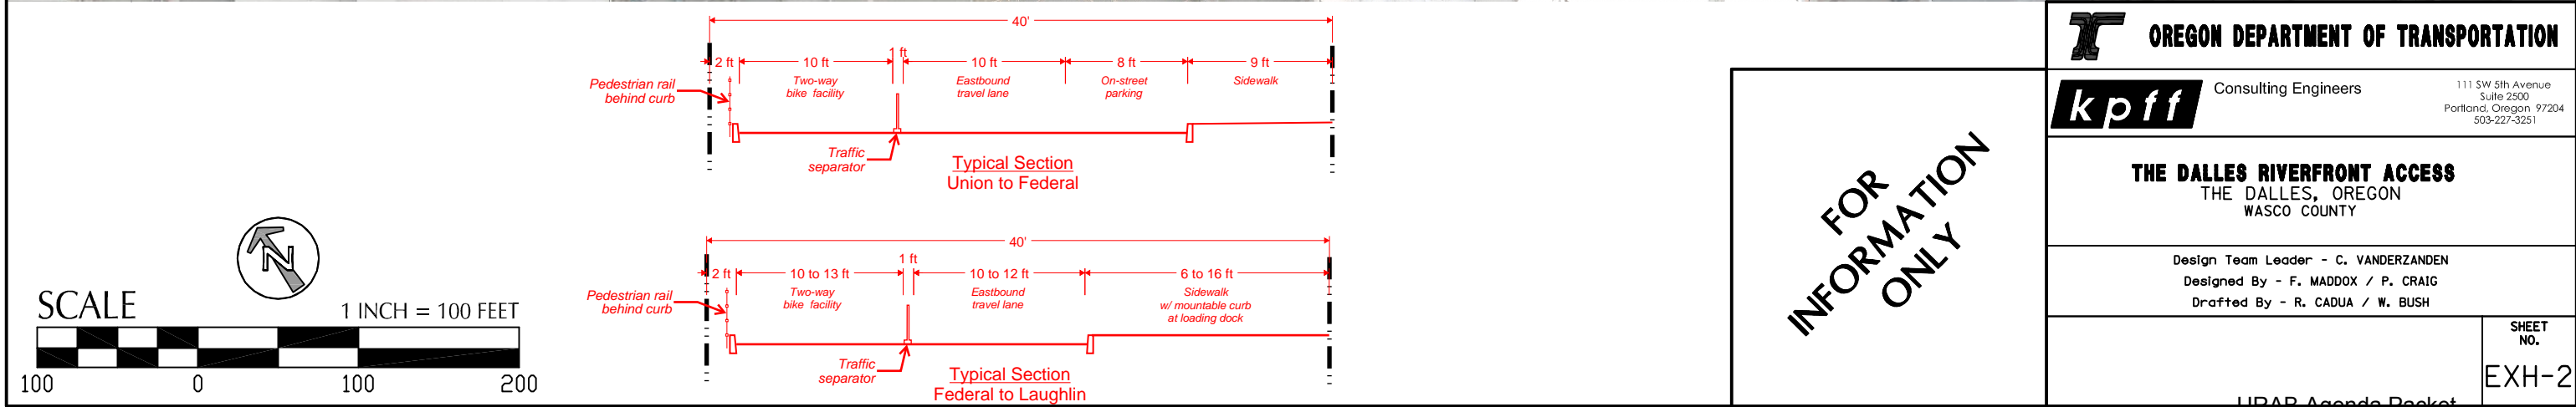 40'
2 ft
10 ft
1 ft
10 ft
8 ft
9 ft
Pedestrian rail
behind curb
Two-way
bike facility
Eastbound
travel lane
On-street
parking
Sidewalk
Traffic
separator
Typical Section
Union to Federal
40'
2 ft
10 to 13 ft
1 ft
10 to 12 ft
6 to 16 ft
Pedestrian rail
behind curb
Two-way
bike facility
Eastbound
travel lane
Sidewalk
w/ mountable curb
at loading dock
Traffic
separator
Typical Section
Federal to Laughlin
N
SCALE
1 INCH = 100 FEET
100 0 100 200
FOR
INFORMATION
ONLY
OREGON DEPARTMENT OF TRANSPORTATION
kpff
Consulting Engineers
111 SW 5th Avenue
Suite 2500
Portland, Oregon 97204
503-227-3251
THE DALLES RIVERFRONT ACCESS
THE DALLES, OREGON
WASCO COUNTY
Design Team Leader - C. VANDERZANDEN
Designed By - F. MADDOX / P. CRAIG
Drafted By - R. CADUA / W. BUSH
SHEET
NO.
EXH-2
URAB Agenda Packet